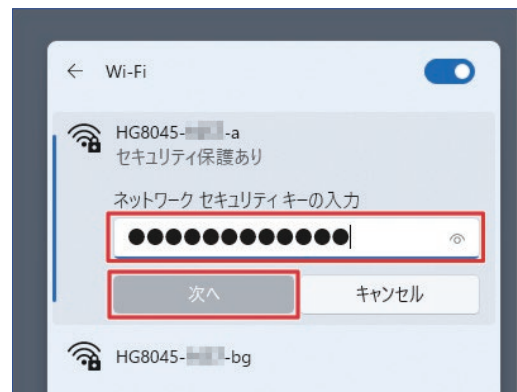 ← Wi-Fi
HG8045- -a
セキュリティ保護あり
ネットワーク セキュリティ キーの入力
●●●●●●●●●●●●
次へ キャンセル
HG8045- -bg